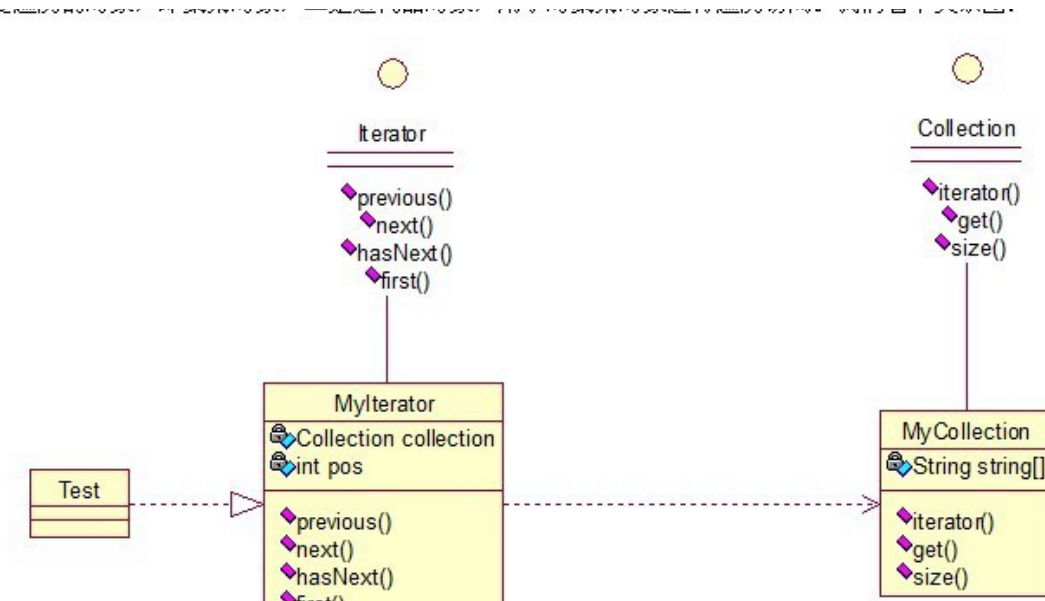 Iterator
previous()
next()
hasNext()
first()
Collection
iterator()
get()
size()
MyIterator
Collection collection
int pos
previous()
next()
hasNext()
first()
Test
MyCollection
String string[]
iterator()
get()
size()